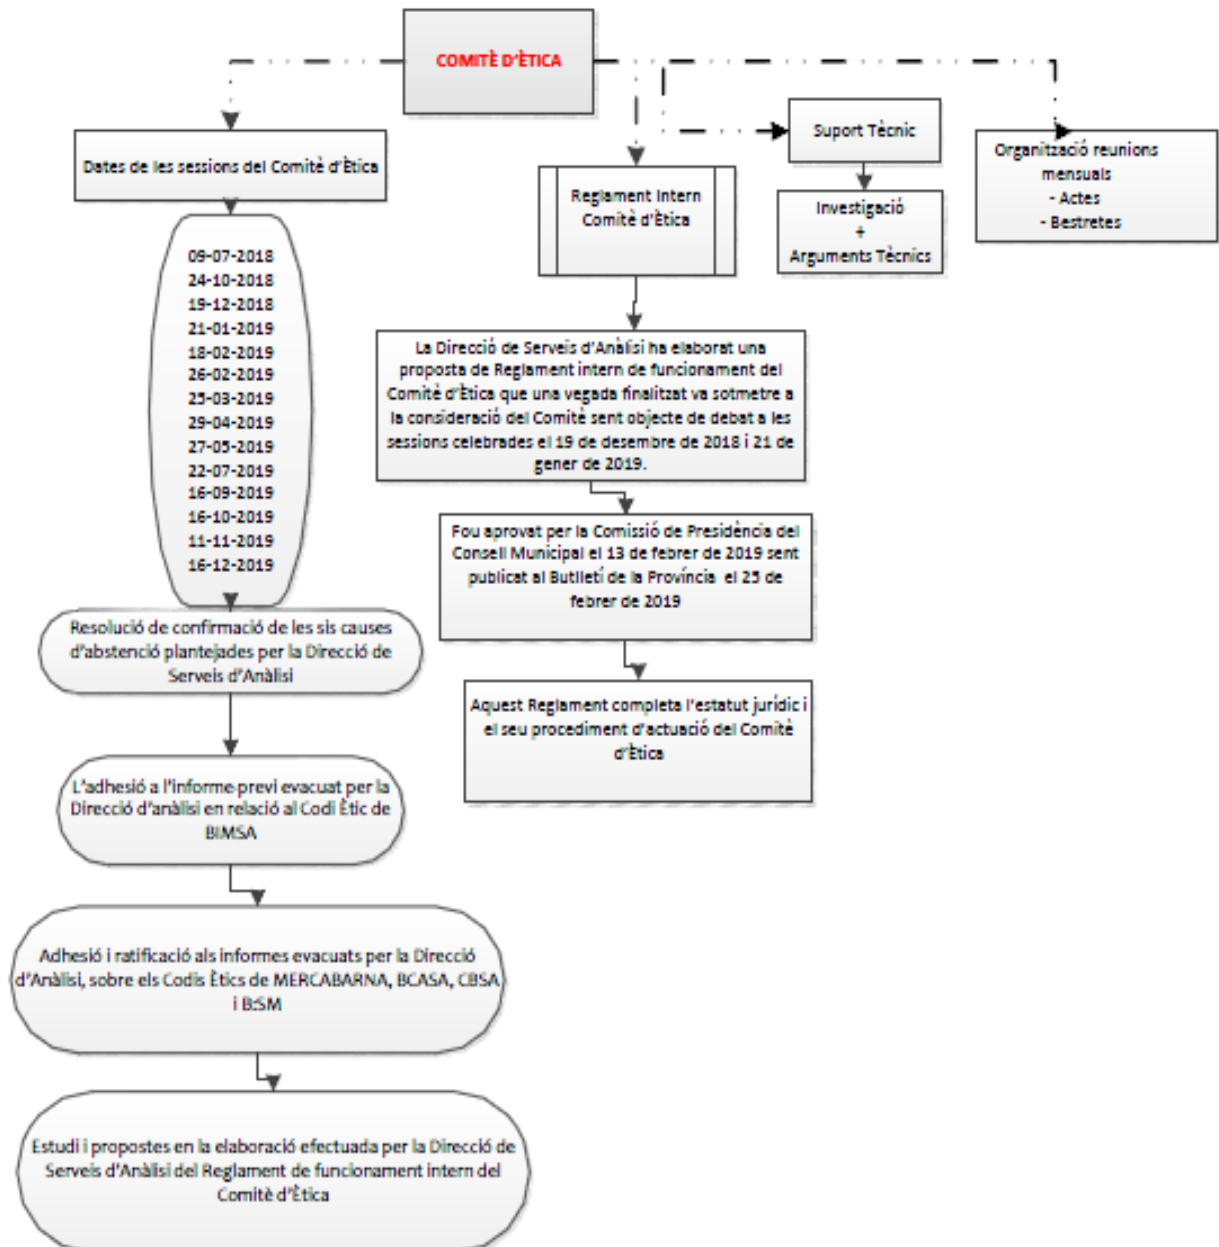 COMITÈ D'ÈTICA
Dates de les sessions del Comitè d'Ètica
09-07-2018
24-10-2018
19-12-2018
21-01-2019
18-02-2019
26-02-2019
25-03-2019
29-04-2019
27-05-2019
22-07-2019
16-09-2019
16-10-2019
11-11-2019
16-12-2019
Resolució de confirmació de les sis causes
d'abstenció plantejades per la Direcció de
Serveis d'Anàlisi
L'adhesió a l'informe-previ evacuat per la
Direcció d'anàlisi en relació al Codi Ètic de
BIMSA
Adhesió i ratificació als informes evacuats per la Direcció
d'Anàlisi, sobre els Codis Ètics de MERCABARNA, BCASA, CBSA
i B:SM
Estudi i propostes en la elaboració efectuada per la Direcció de
Serveis d'Anàlisi del Reglament de funcionament intern del
Comitè d'Ètica
Reglament Intern
Comitè d'Ètica
La Direcció de Serveis d'Anàlisi ha elaborat una
proposta de Reglament intern de funcionament del
Comitè d'Ètica que una vegada finalitzat va sotmetre a
la consideració del Comitè sent objecte de debat a les
sessions celebrades el 19 de desembre de 2018 i 21 de
gener de 2019.
Fou aprovat per la Comissió de Presidència del
Consell Municipal el 13 de febrer de 2019 sent
publicat al Butlletí de la Província el 25 de
febrer de 2019
Aquest Reglament completa l'estatut jurídic i
el seu procediment d'actuació del Comitè
d'Ètica
Suport Tècnic
Investigació
+
Arguments Tècnics
Organització reunions
mensuals
- Actes
- Bestretes